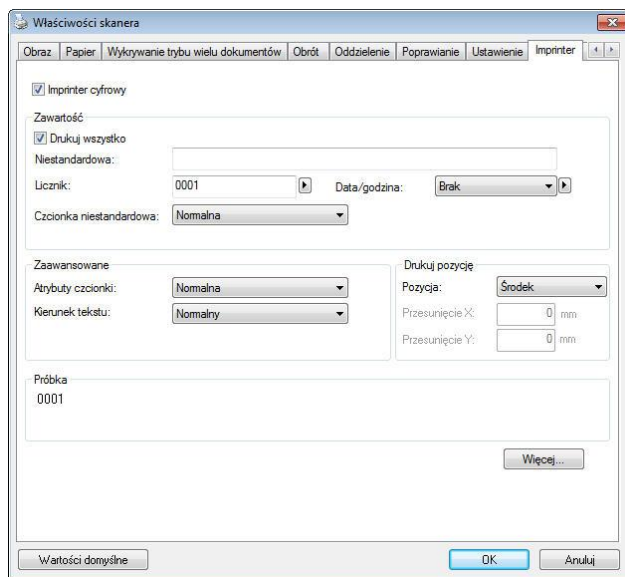 Właściwości skanera
Obraz Papier Wykrywanie trybu wielu dokumentów Obrót Oddzielenie Poprawianie Ustawienie Imprinter
Imprinter cyfrowy
Zawartość
Drukuj wszystko
Niestandardowa:
Licznik: 0001 Data/godzina: Brak
Czcionka niestandardowa: Normalna
Zaawansowane Drukuj pozycję
Atrybuty czcionki: Normalna Pozycja: Środek
Kierunek tekstu: Normalny Przesunięcie X: 0 mm
Przesunięcie Y: 0 mm
Próbka
0001
Więcej...
Wartości domyślne OK Anuluj